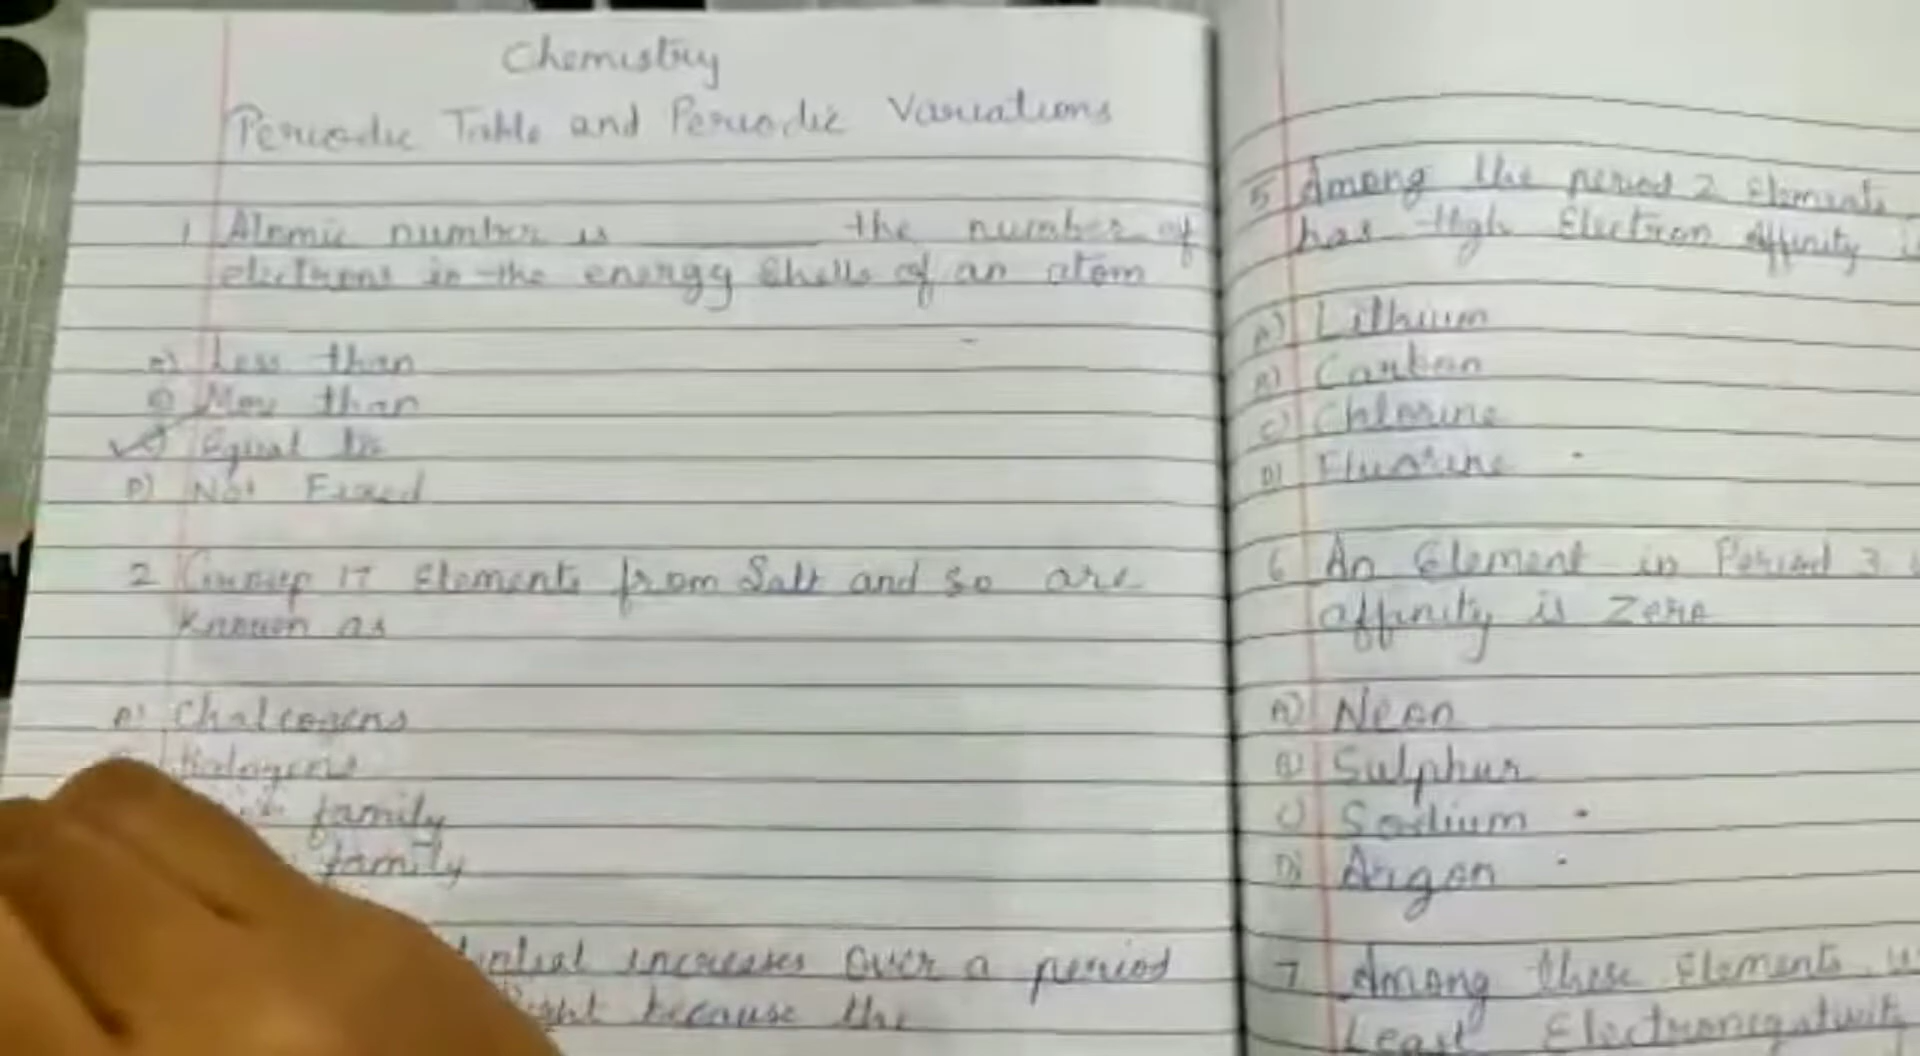 Chemistry
Periodic Table and Periodic Variations
1 Atomic number is ________ the number of
electrons in the energy shells of an atom
A) Less than
B) More than
C) Equal to
D) Not Fixed
2 Group 17 Elements from Salt and so are
Known as
A) Chalcogens
Halogens
family
family
increases over a period
because the
5 Among the period 2 Elements
has High Electron Affinity
A) Lithium
B) Carbon
C) Chlorine
D) Fluorine
6 An Element in Period 3
affinity is Zero
A) Neon
B) Sulphur
C) Sodium
D) Argon
7 Among these Elements
Least Electronegativity